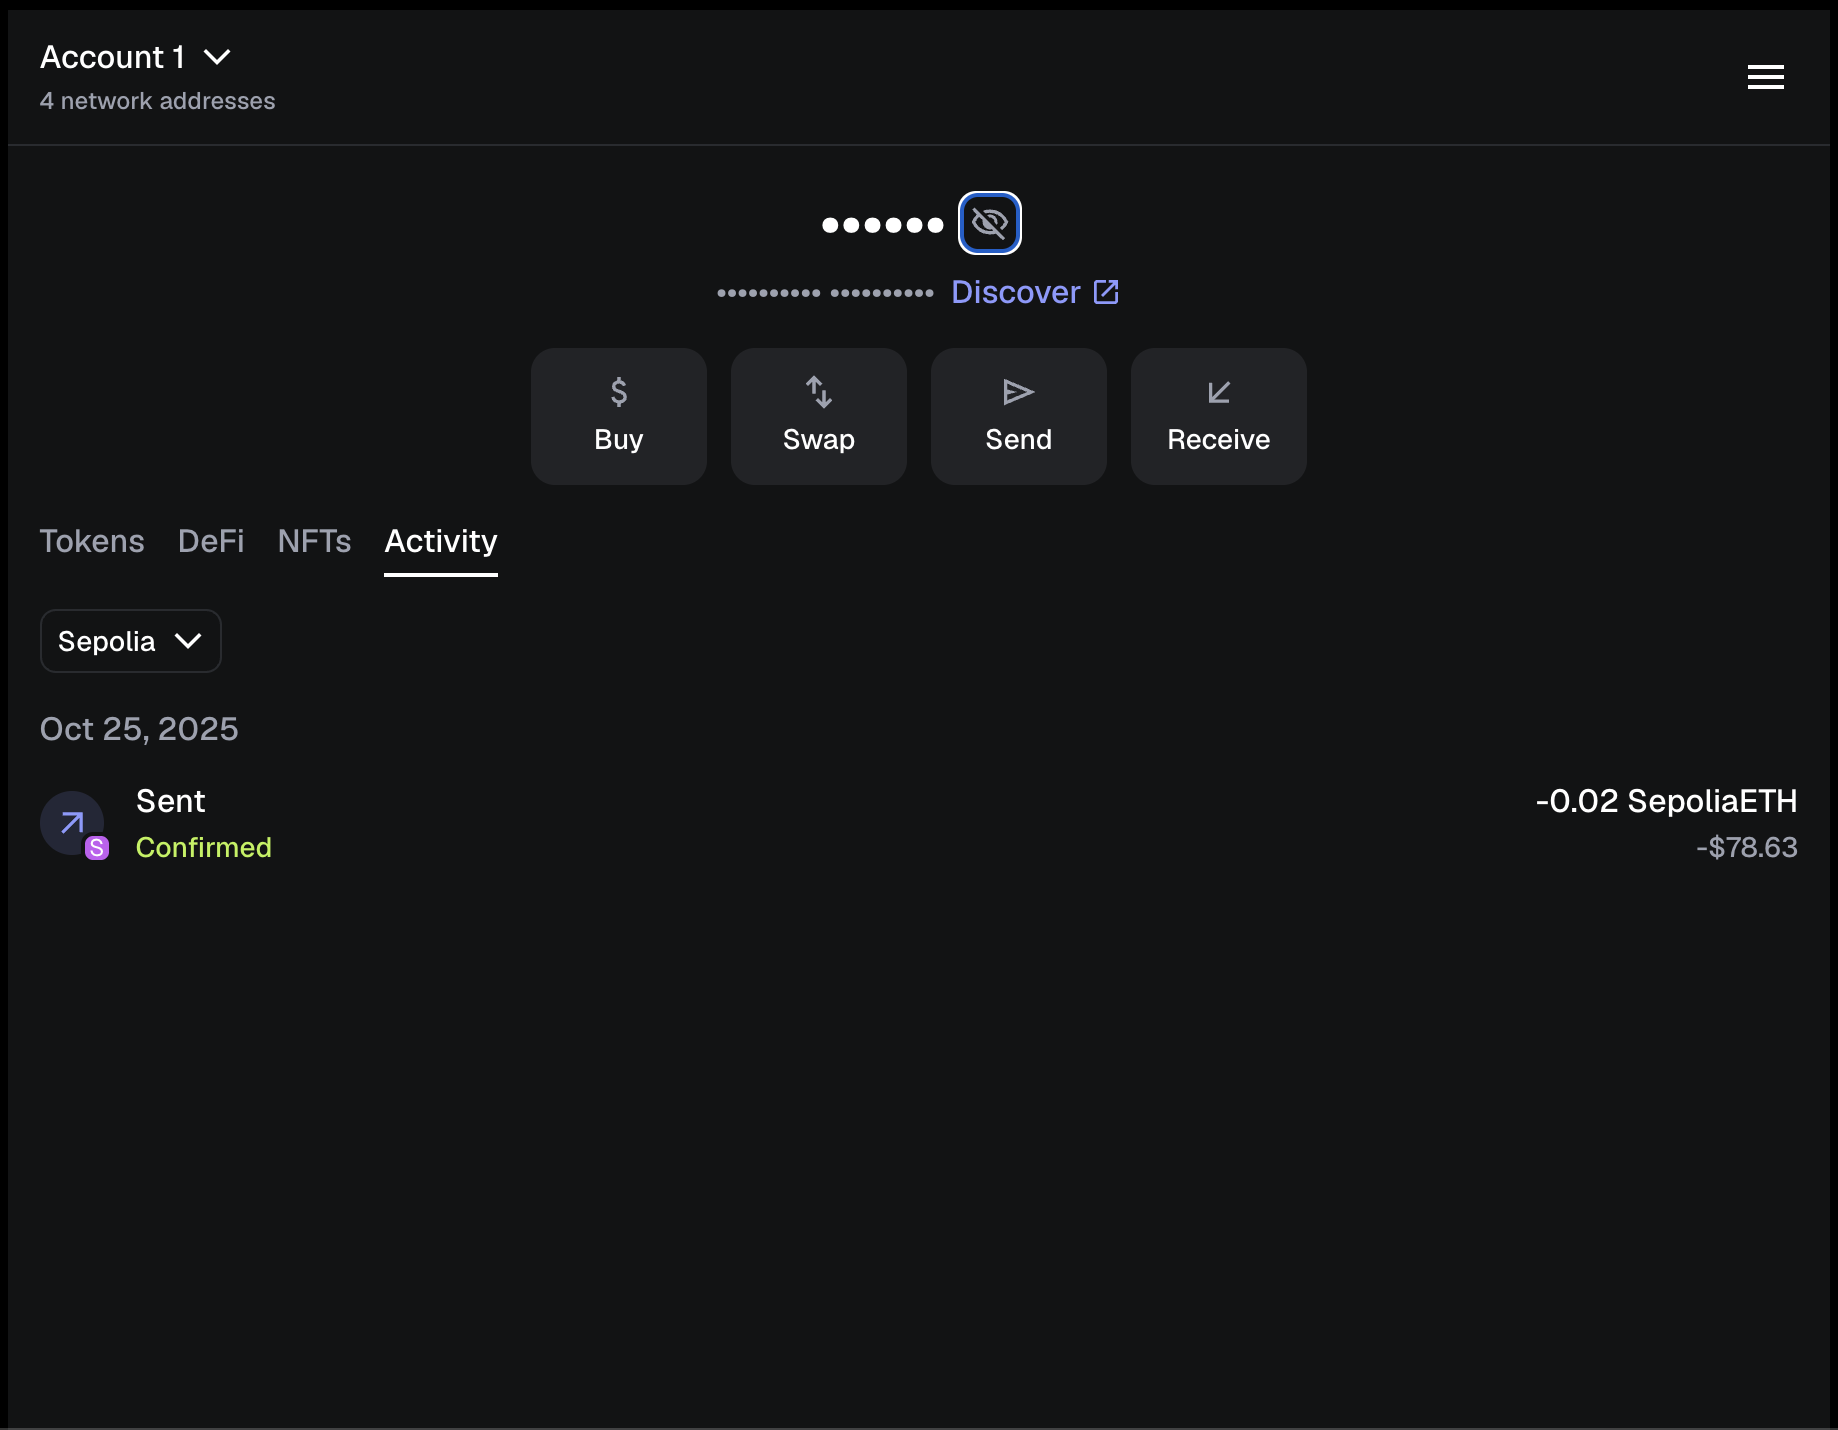 Account 1
4 network addresses
•••••• 
•••••••••• •••••••••• Discover
$
Buy
Swap
Send
Receive
Tokens DeFi NFTs Activity
Sepolia
Oct 25, 2025
Sent -0.02 SepoliaETH
S
Confirmed -$78.63